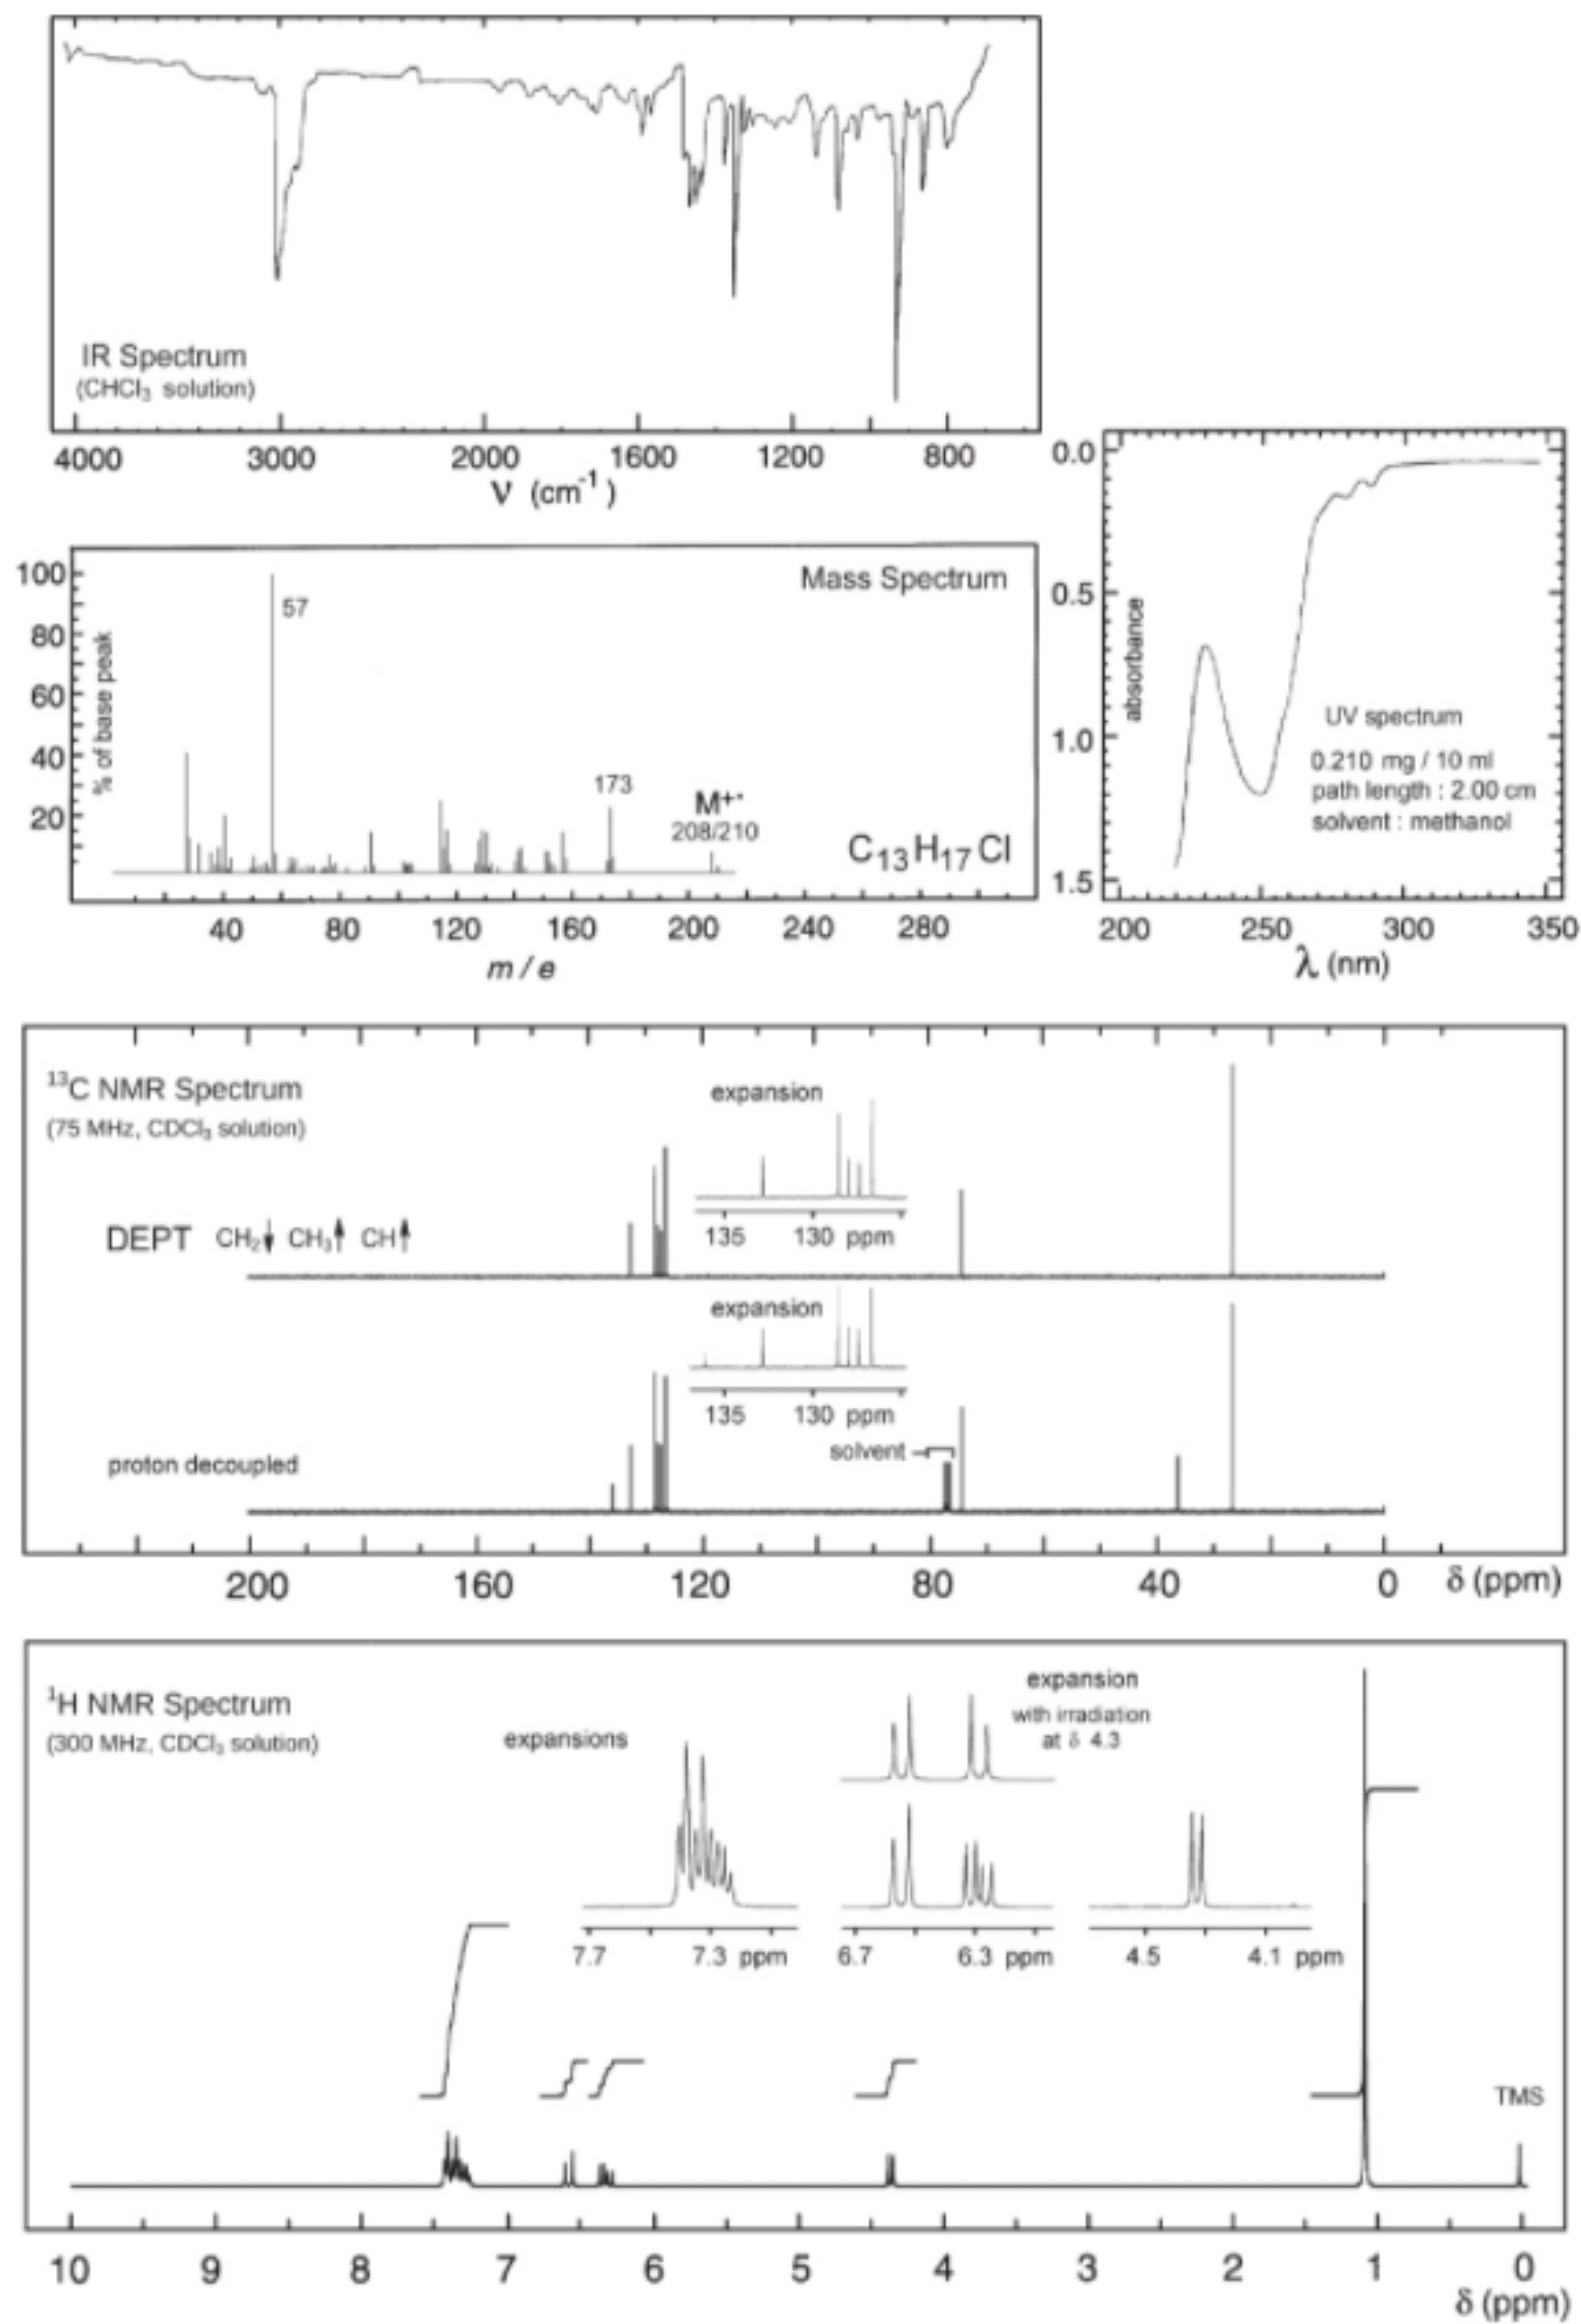 IR Spectrum
(CHCl₃ solution)
4000 3000 2000 1600 1200 800
ν (cm⁻¹)
Mass Spectrum
100
80
60
40
20
% of base peak
57
173
M⁺·
208/210
C₁₃H₁₇Cl
40 80 120 160 200 240 280
m / e
0.0
0.5
1.0
1.5
absorbance
UV spectrum
0.210 mg / 10 ml
path length : 2.00 cm
solvent : methanol
200 250 300 350
λ (nm)
¹³C NMR Spectrum
(75 MHz, CDCl₃ solution)
expansion
135 130 ppm
DEPT CH₂↓ CH₃↑ CH↑
expansion
135 130 ppm
solvent
proton decoupled
200 160 120 80 40 0 δ (ppm)
¹H NMR Spectrum
(300 MHz, CDCl₃ solution)
expansions
expansion
with irradiation
at δ 4.3
7.7 7.3 ppm
6.7 6.3 ppm
4.5 4.1 ppm
TMS
10 9 8 7 6 5 4 3 2 1 0
δ (ppm)